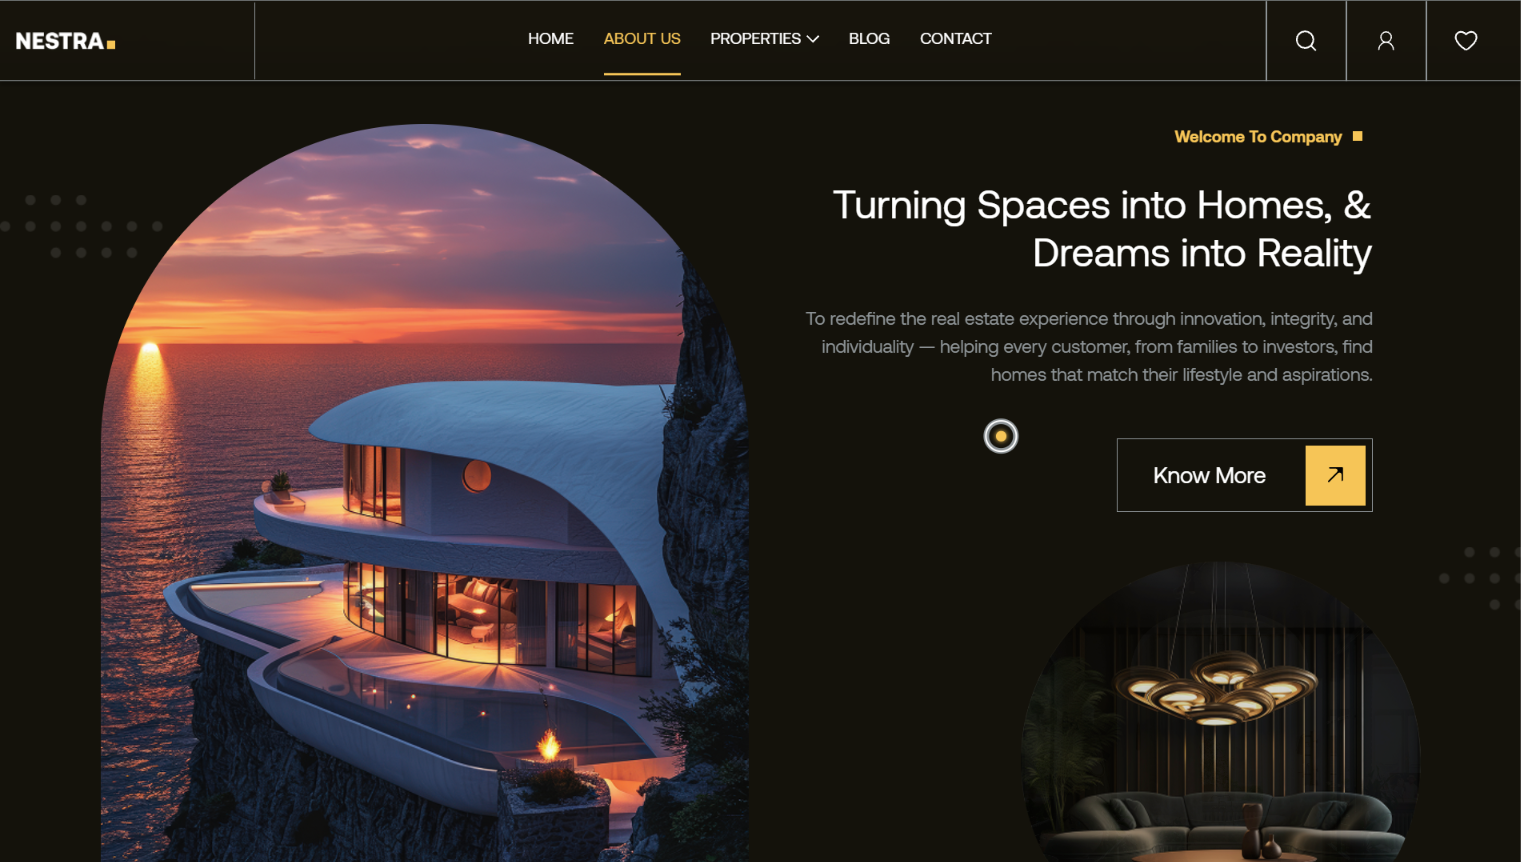 NESTRA
HOME
ABOUT US
PROPERTIES
BLOG
CONTACT
Welcome To Company
Turning Spaces into Homes, &
Dreams into Reality
To redefine the real estate experience through innovation, integrity, and
individuality — helping every customer, from families to investors, find
homes that match their lifestyle and aspirations.
Know More